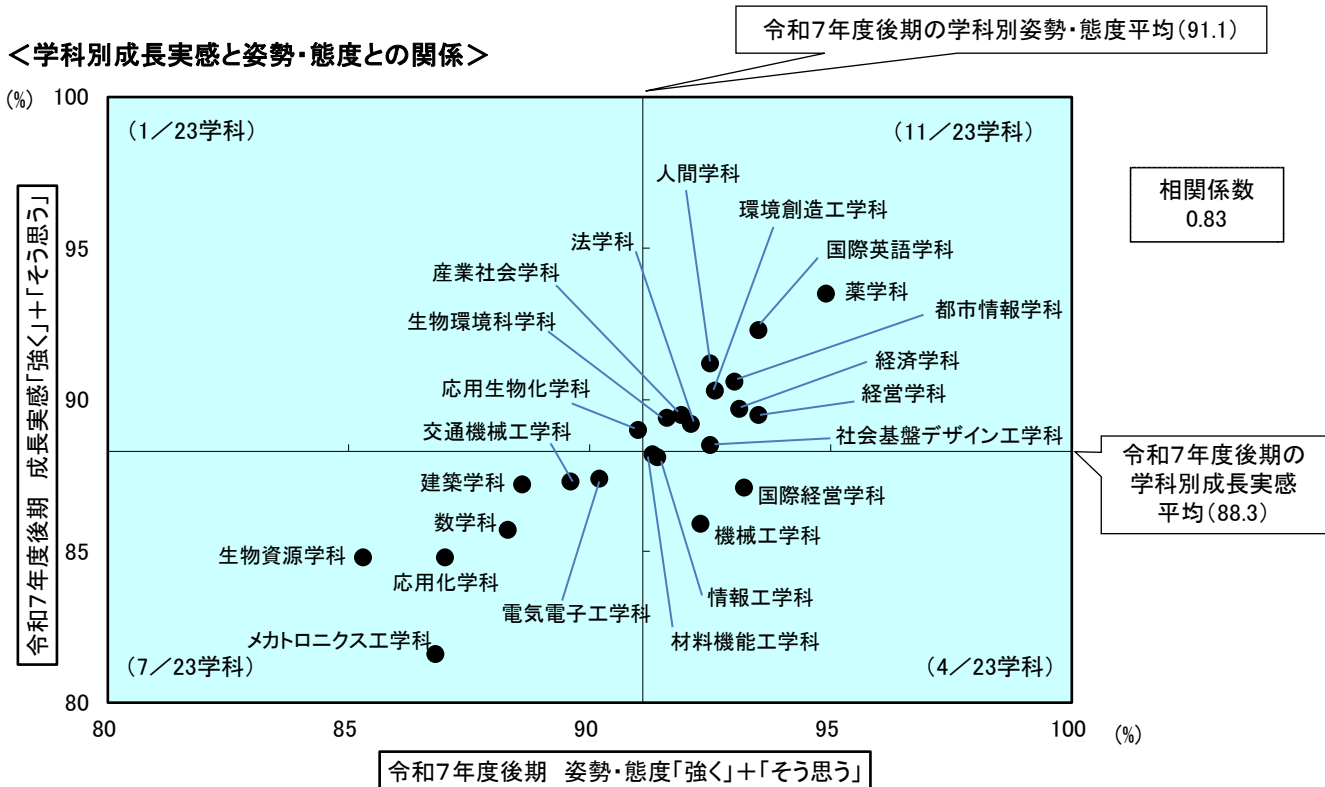 令和7年度後期の学科別姿勢・態度平均(91.1)
＜学科別成長実感と姿勢・態度との関係＞
(%)
100
(1／23学科)
(11／23学科)
人間学科
相関係数
0.83
環境創造工学科
法学科
国際英語学科
95
産業社会学科
薬学科
都市情報学科
生物環境科学科
経済学科
応用生物化学科
経営学科
90
交通機械工学科
社会基盤デザイン工学科
令和7年度後期の
学科別成長実感
平均(88.3)
建築学科
国際経営学科
数学科
機械工学科
生物資源学科
85
応用化学科
情報工学科
電気電子工学科
メカトロニクス工学科
材料機能工学科
(7／23学科)
(4／23学科)
80
令和7年度後期 成長実感「強く」＋「そう思う」
80
85
90
95
100
(%)
令和7年度後期 姿勢・態度「強く」＋「そう思う」